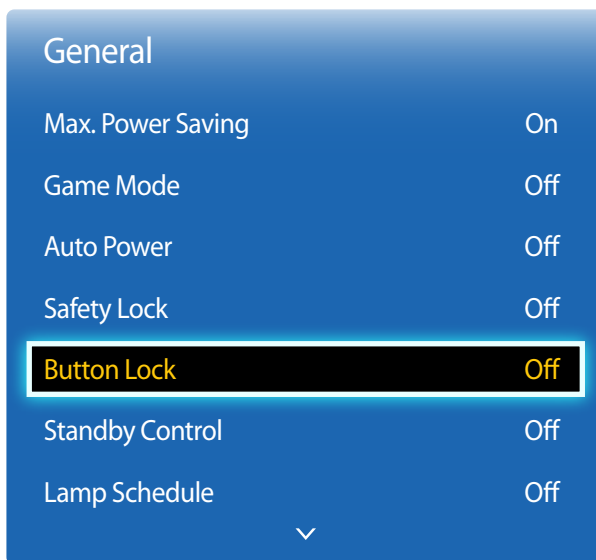 General
Max. Power Saving On
Game Mode Off
Auto Power Off
Safety Lock Off
Button Lock Off
Standby Control Off
Lamp Schedule Off